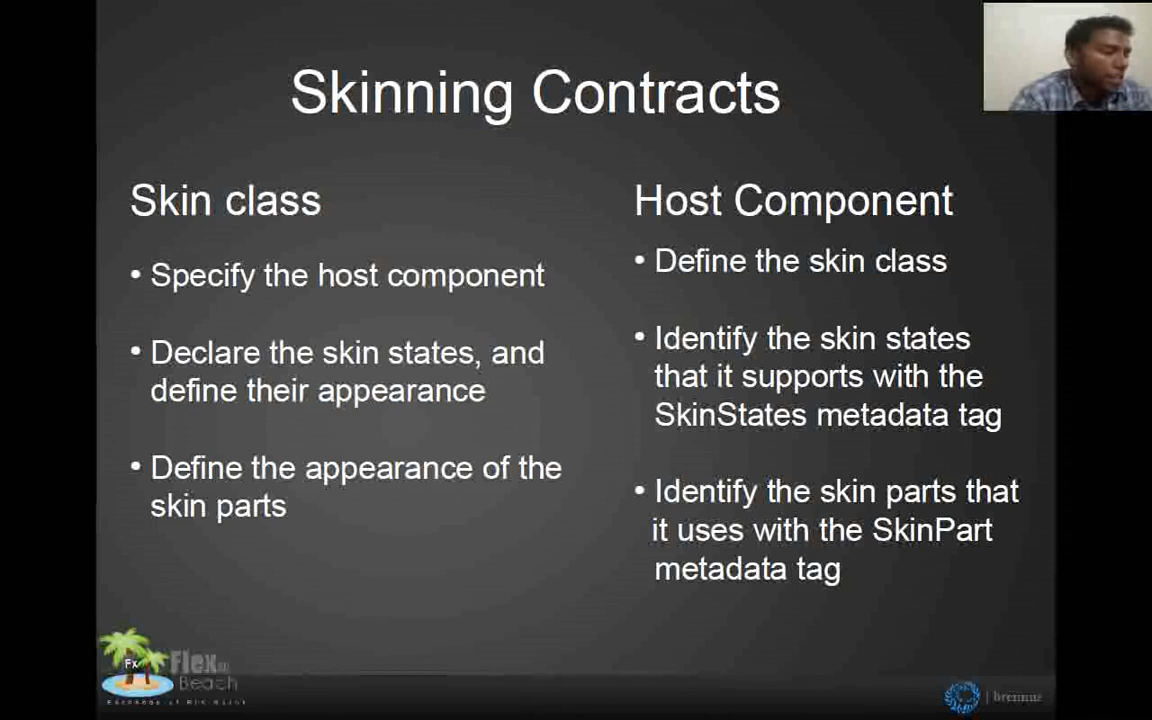 Skinning Contracts
Skin class
• Specify the host component
• Declare the skin states, and
define their appearance
• Define the appearance of the
skin parts
Host Component
• Define the skin class
• Identify the skin states
that it supports with the
SkinStates metadata tag
• Identify the skin parts that
it uses with the SkinPart
metadata tag
Fx
Flex
Beach
| brennus